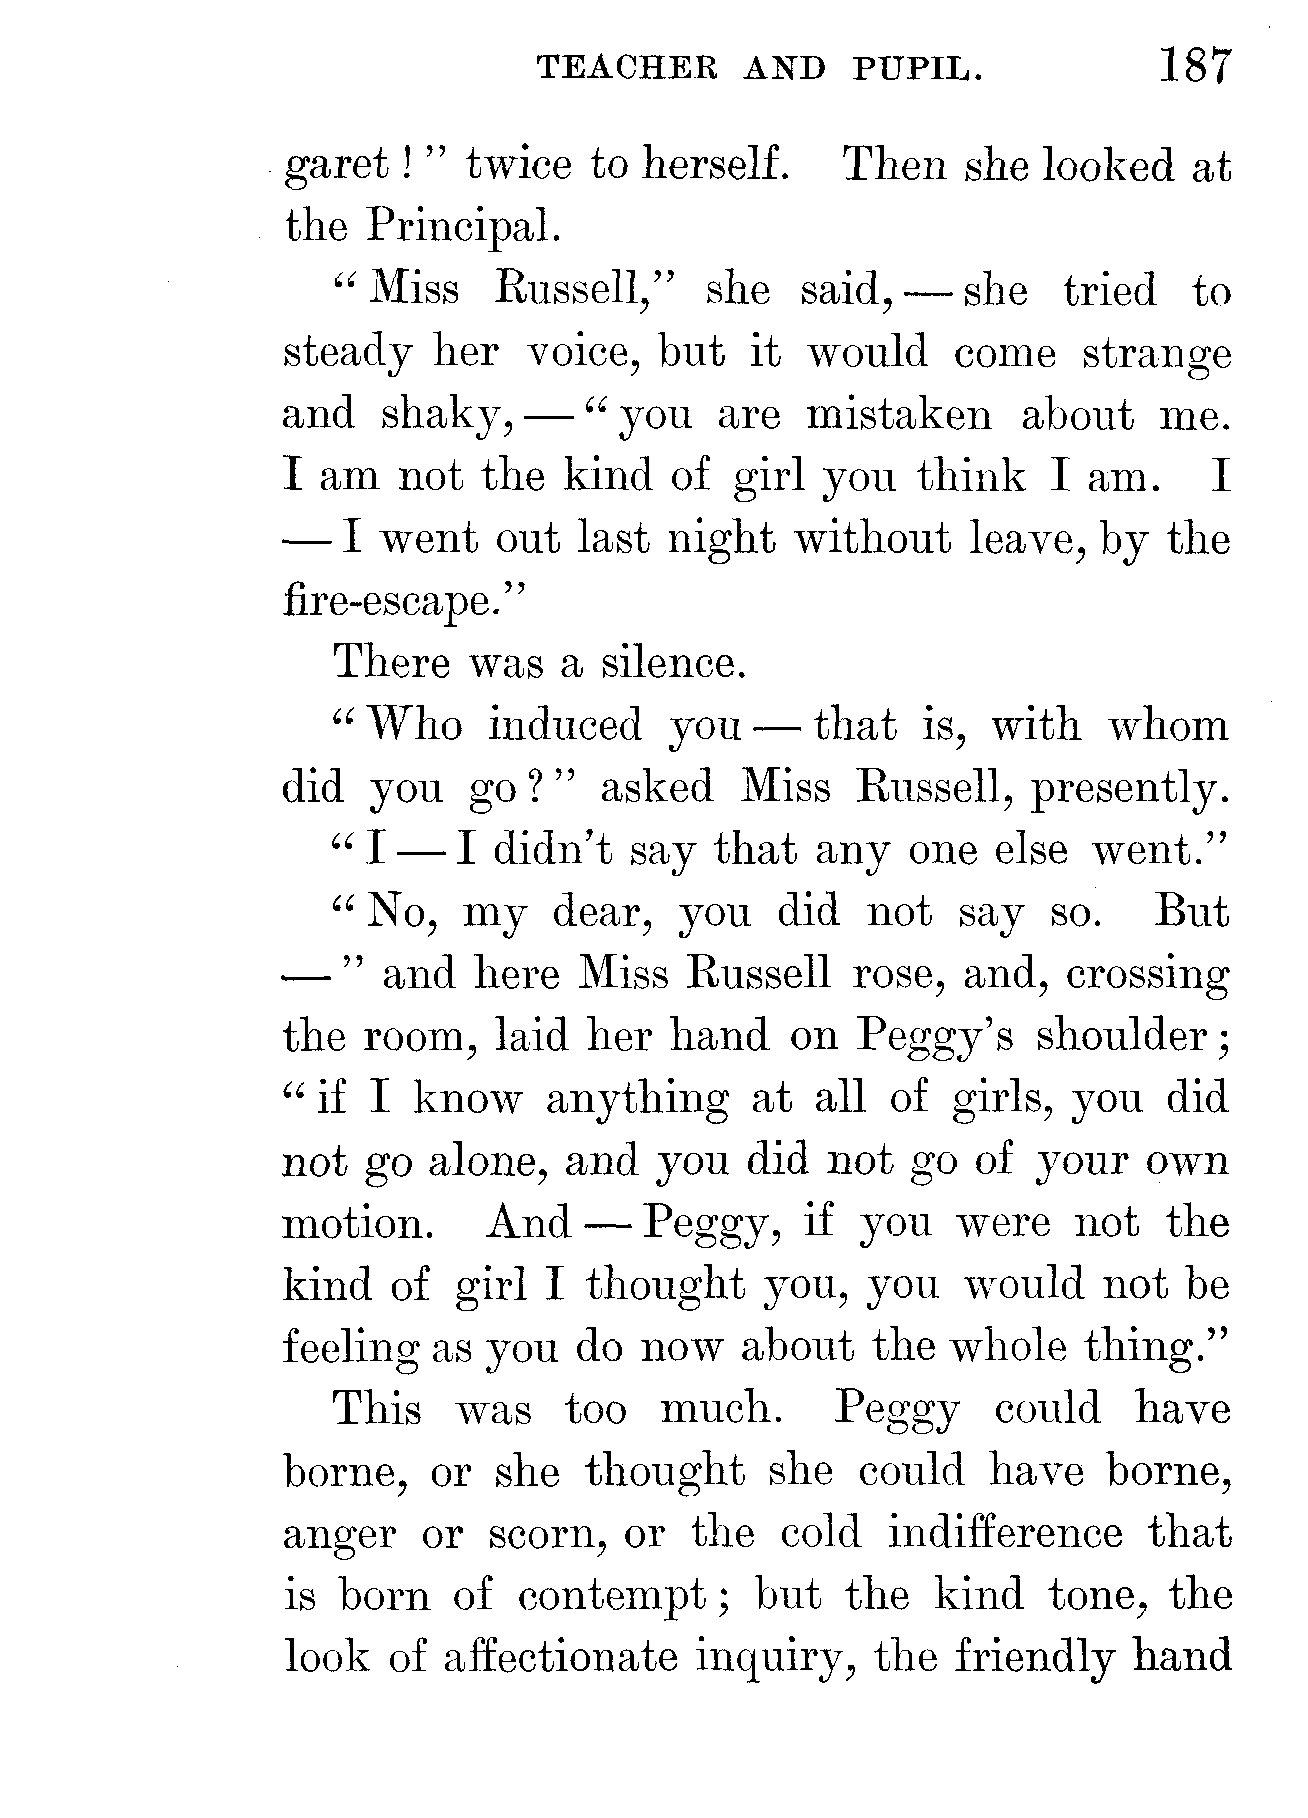 TEACHER AND PUPIL. 187
garet ! ” twice to herself. Then she looked at
the Principal.
“ Miss Russell,” she said, — she tried to
steady her voice, but it would come strange
and shaky, — “ you are mistaken about me.
I am not the kind of girl you think I am. I
— I went out last night without leave, by the
fire-escape.”
There was a silence.
“ Who induced you — that is, with whom
did you go ? ” asked Miss Russell, presently.
“ I — I didn’t say that any one else went.”
“ No, my dear, you did not say so. But
— ” and here Miss Russell rose, and, crossing
the room, laid her hand on Peggy’s shoulder ;
“ if I know anything at all of girls, you did
not go alone, and you did not go of your own
motion. And — Peggy, if you were not the
kind of girl I thought you, you would not be
feeling as you do now about the whole thing.”
This was too much. Peggy could have
borne, or she thought she could have borne,
anger or scorn, or the cold indifference that
is born of contempt ; but the kind tone, the
look of affectionate inquiry, the friendly hand